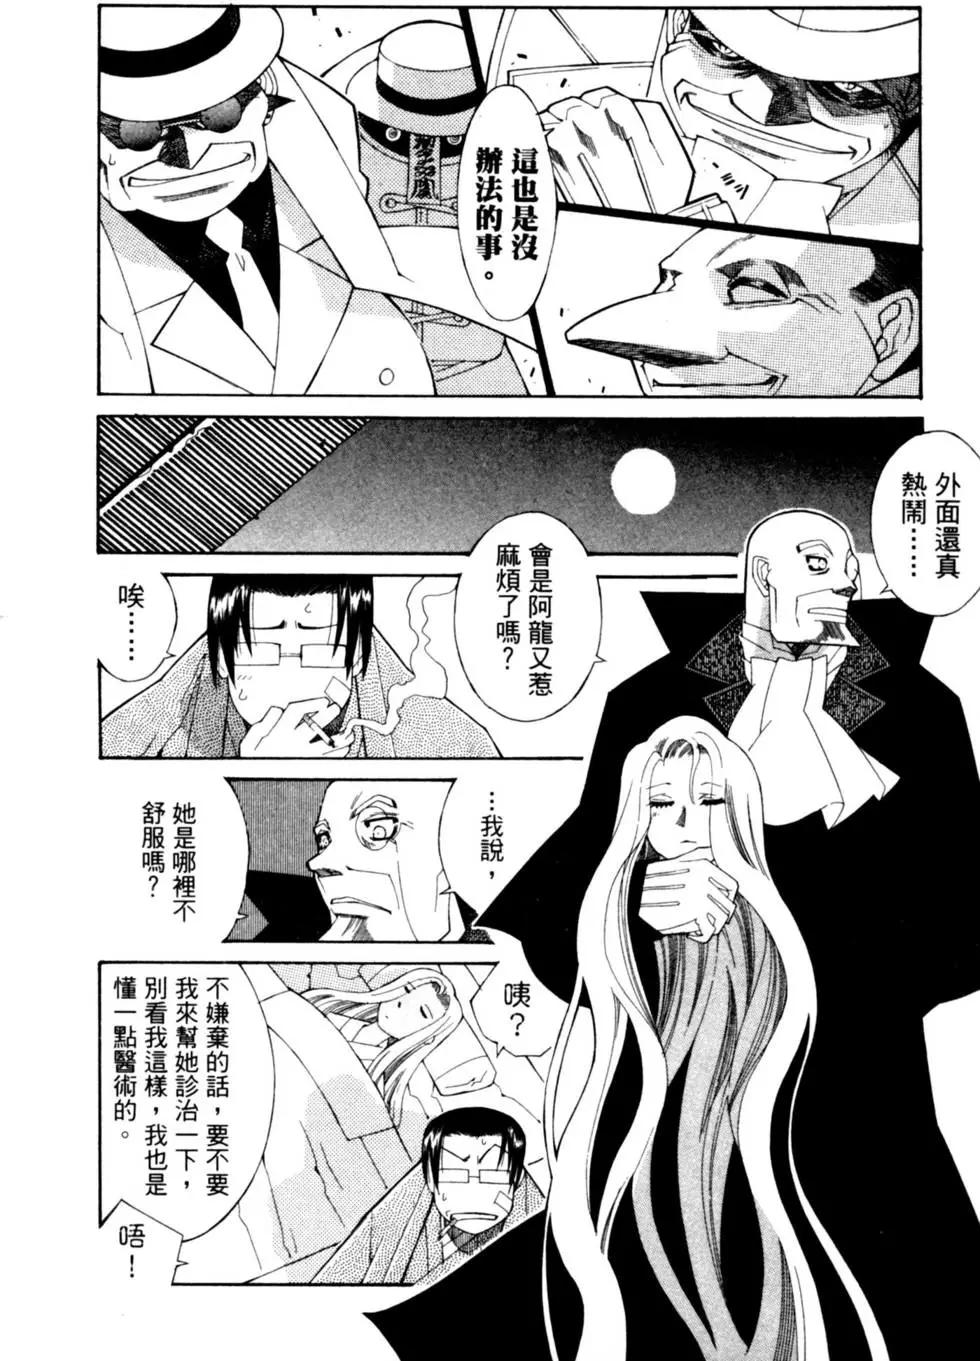 這也是沒
辦法的事。
外面還真
熱鬧……
會是阿龍又惹
麻煩了嗎？
唉……
…我說，
她是哪裡不
舒服嗎？
咦？
不嫌棄的話，要不要
我來幫她診治一下，
別看我這樣，我也是
懂一點醫術的。
唔！